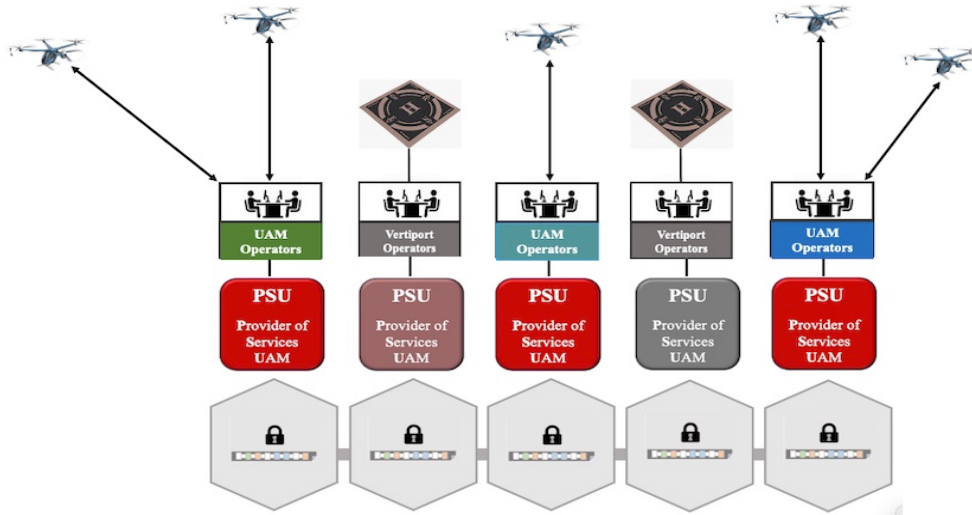 H
H
UAM
Operators
Vertiport
Operators
UAM
Operators
Vertiport
Operators
UAM
Operators
PSU
Provider of
Services
UAM
PSU
Provider of
Services
UAM
PSU
Provider of
Services
UAM
PSU
Provider of
Services
UAM
PSU
Provider of
Services
UAM